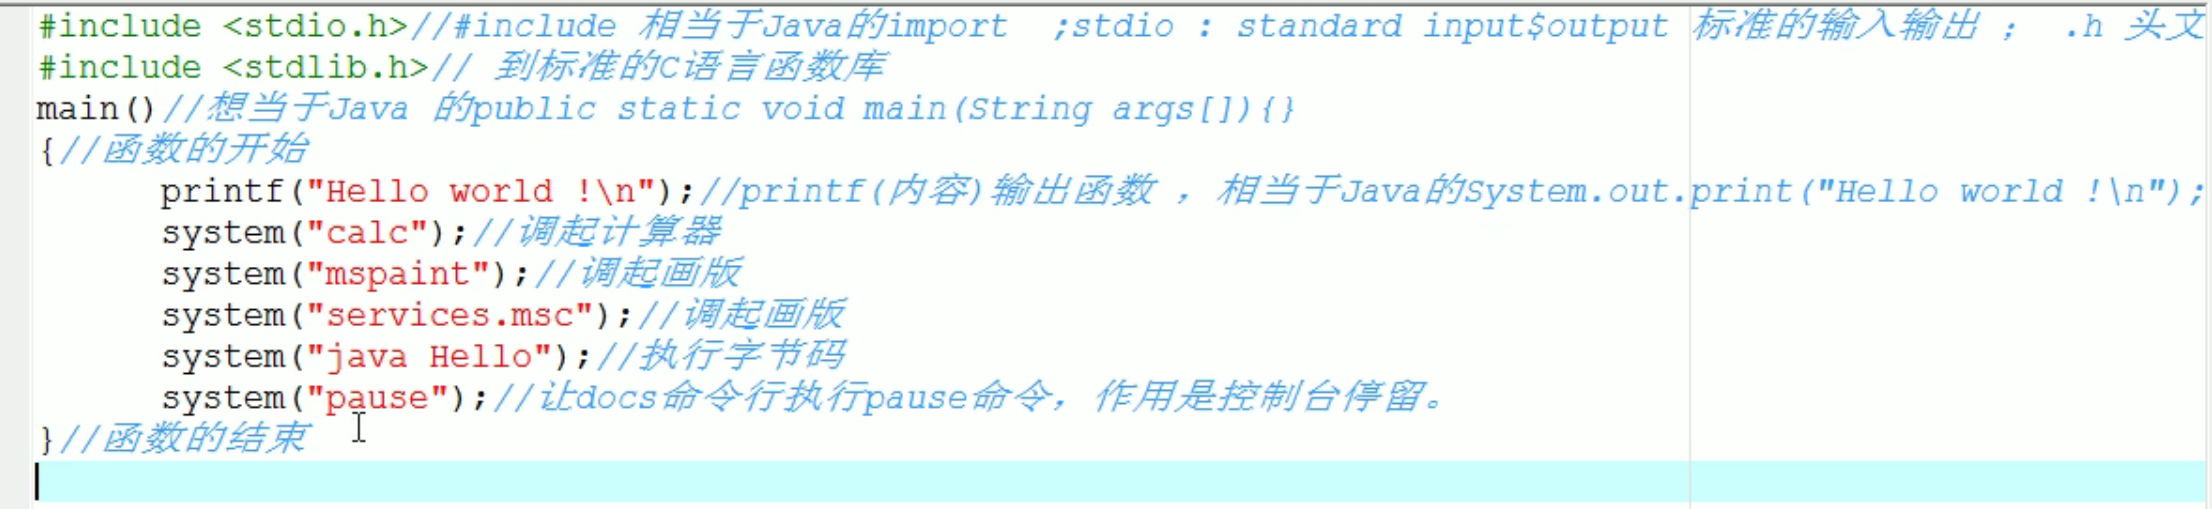 #include <stdio.h>//#include 相当于Java的import  ;stdio : standard input$output 标准的输入输出 ;  .h 头文
#include <stdlib.h>// 到标准的C语言函数库
main()//想当于Java 的public static void main(String args[]){}
{//函数的开始
      printf("Hello world !\n");//printf(内容)输出函数 ，相当于Java的System.out.print("Hello world !\n");
      system("calc");//调起计算器
      system("mspaint");//调起画版
      system("services.msc");//调起画版
      system("java Hello");//执行字节码
      system("pause");//让docs命令行执行pause命令，作用是控制台停留。
}//函数的结束